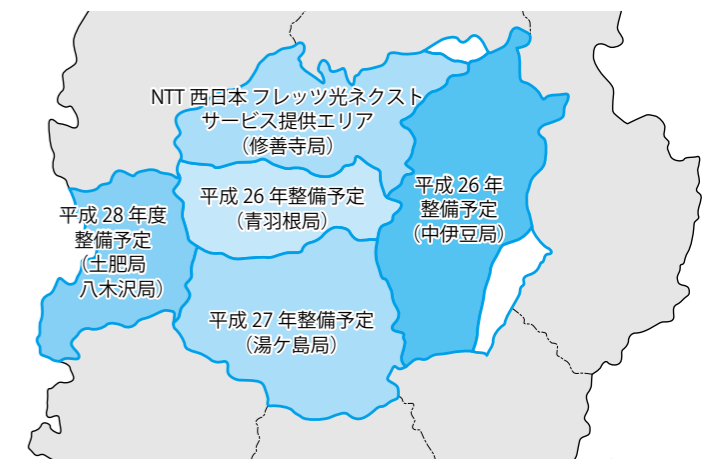 NTT 西日本 フレッツ光ネクスト
サービス提供エリア
（修善寺局）
平成 26 年整備予定
（青羽根局）
平成 26 年
整備予定
（中伊豆局）
平成 28 年度
整備予定
（土肥局
八木沢局）
平成 27 年整備予定
（湯ケ島局）